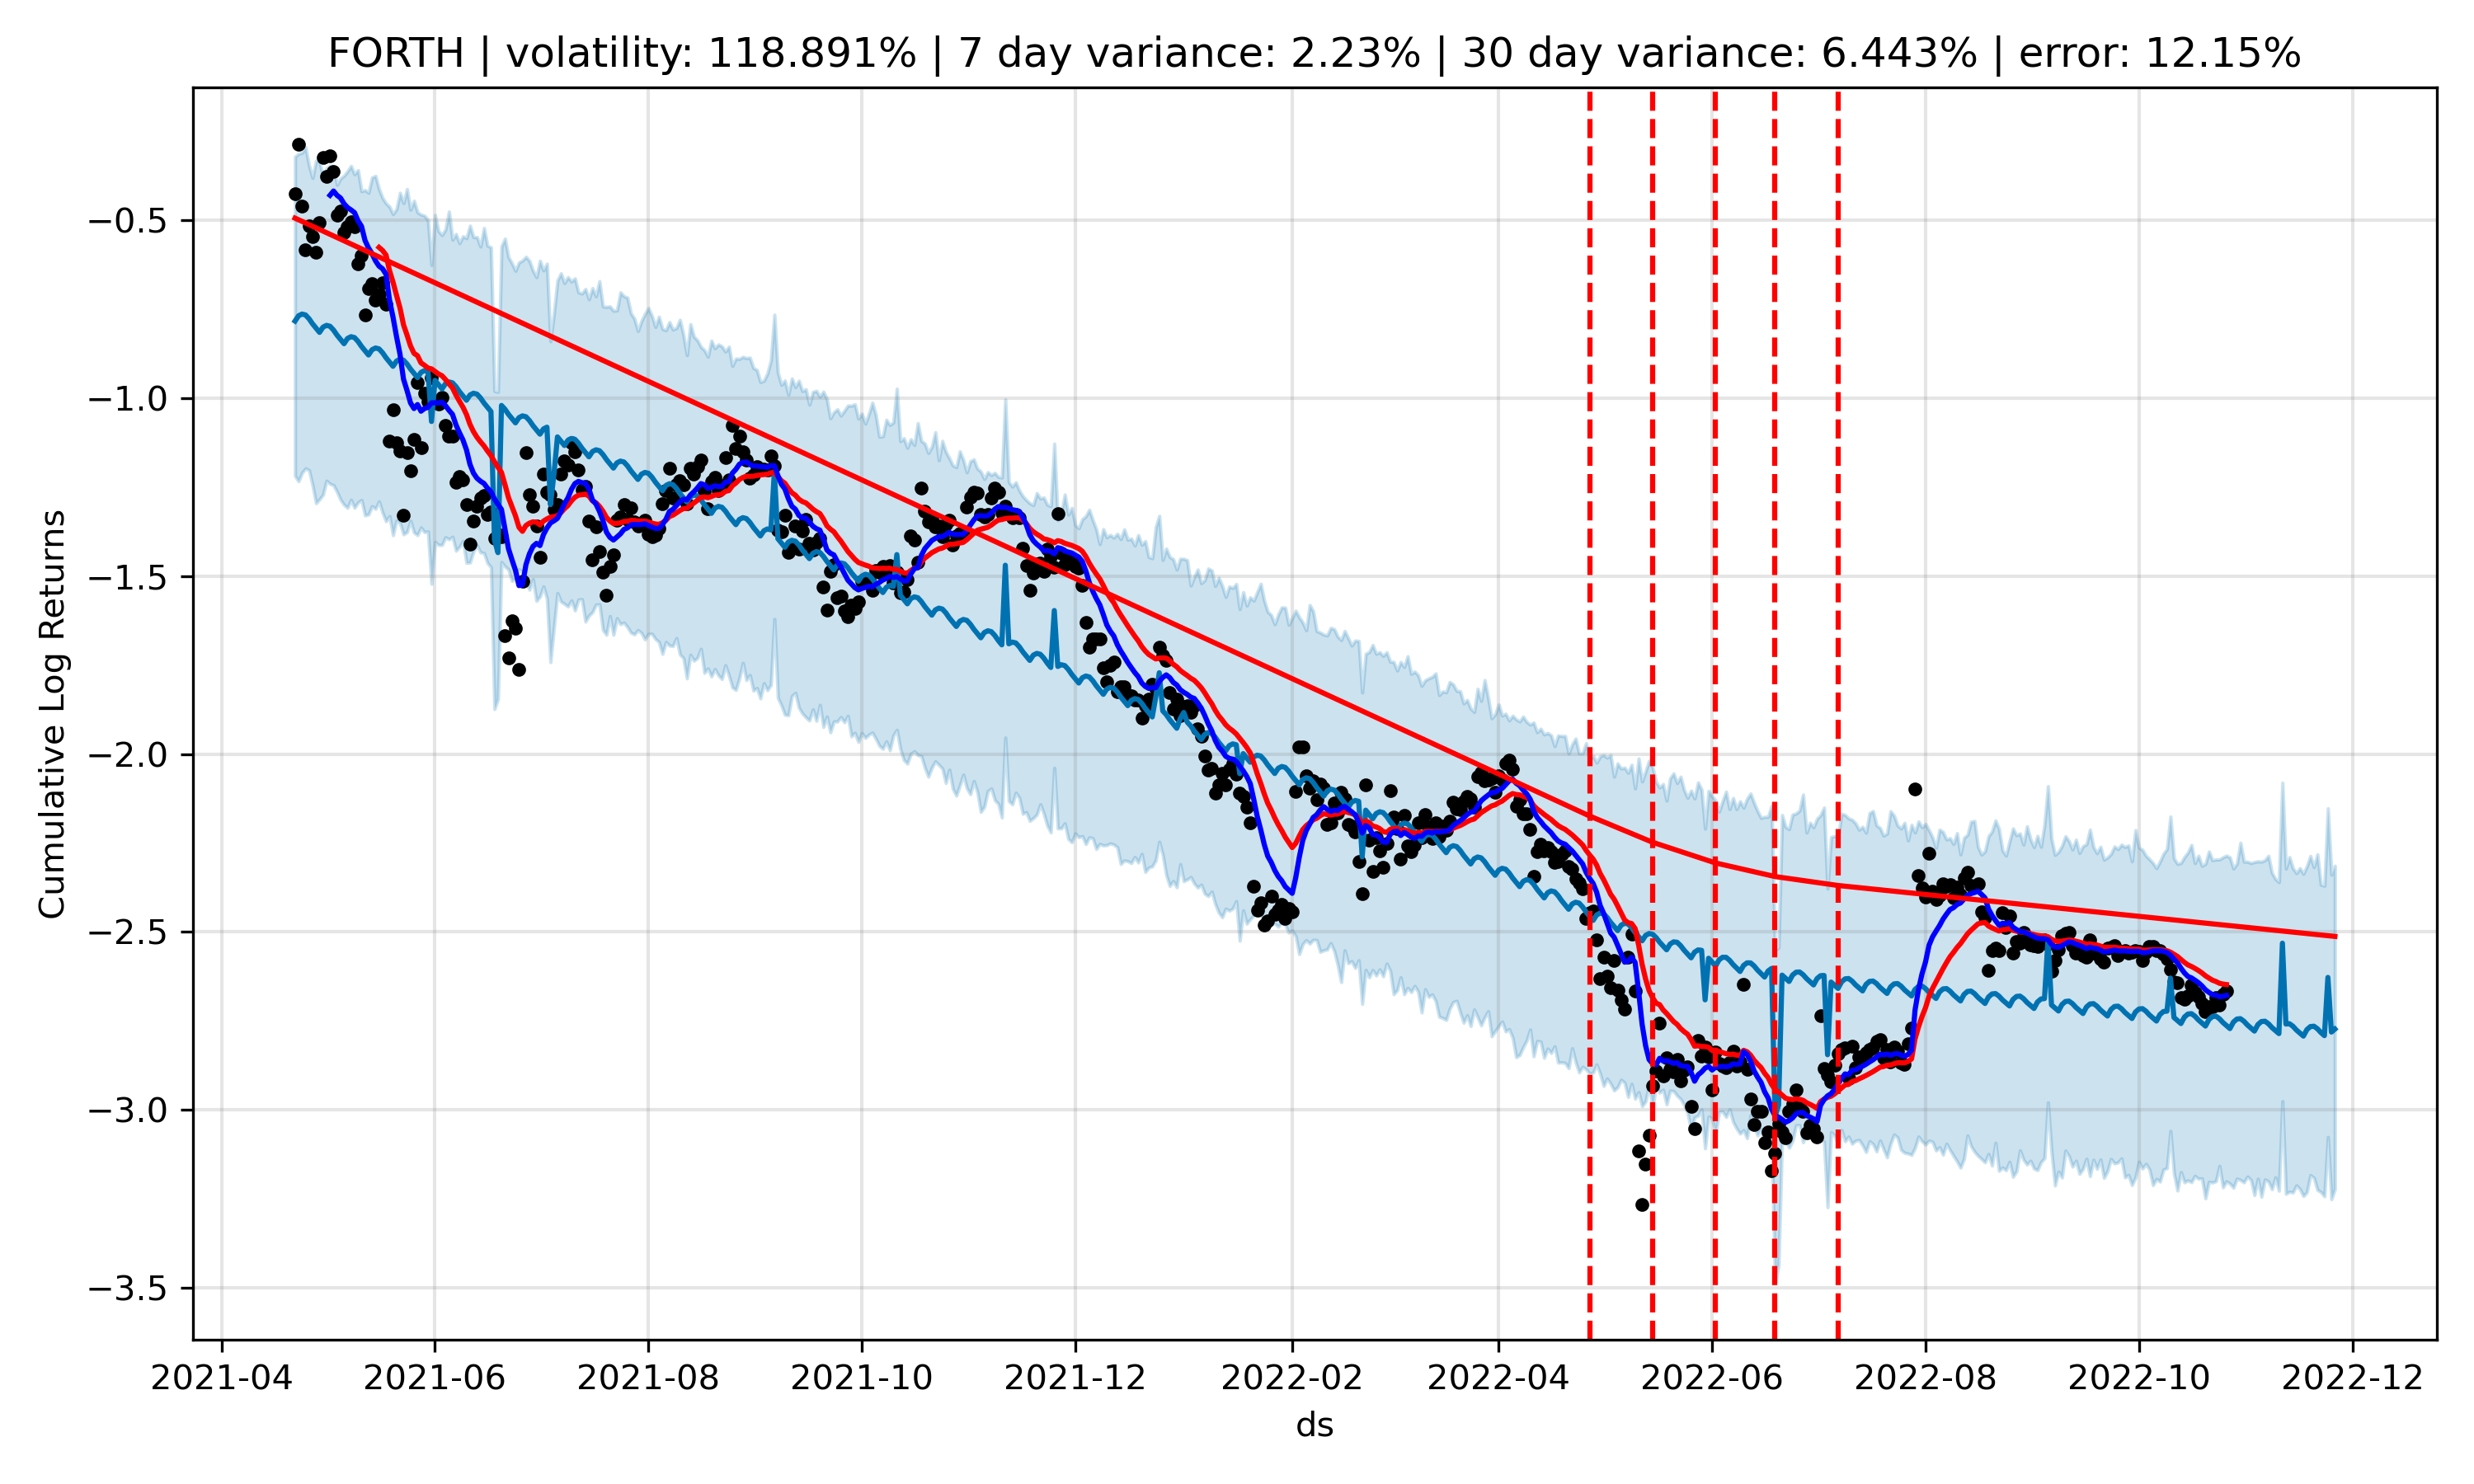 FORTH | volatility: 118.891% | 7 day variance: 2.23% | 30 day variance: 6.443% | error: 12.15%
Cumulative Log Returns
−0.5
−1.0
−1.5
−2.0
−2.5
−3.0
−3.5
2021-04 2021-06 2021-08 2021-10 2021-12 2022-02 2022-04 2022-06 2022-08 2022-10 2022-12
ds